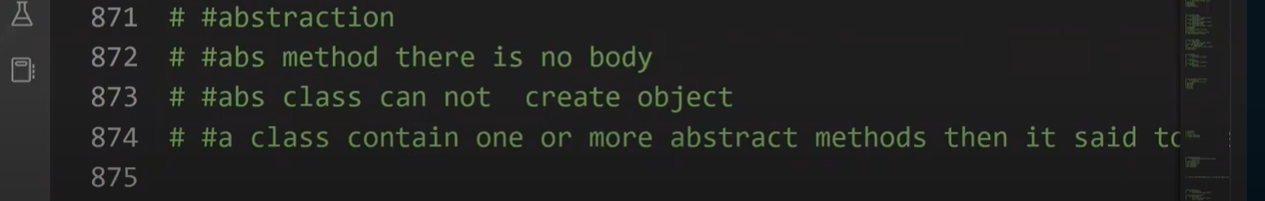 871 # #abstraction
872 # #abs method there is no body
873 # #abs class can not  create object
874 # #a class contain one or more abstract methods then it said to
875